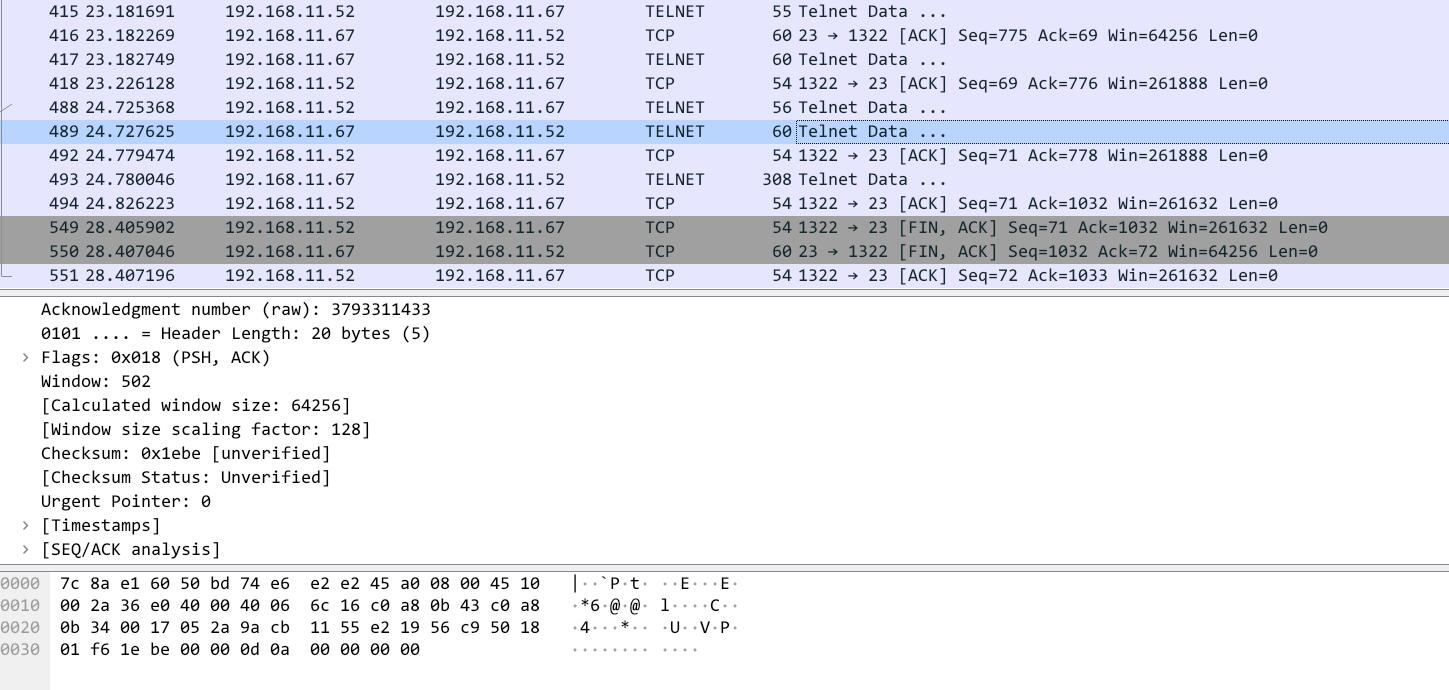 415 23.181691 192.168.11.52 192.168.11.67 TELNET 55 Telnet Data ...
416 23.182269 192.168.11.67 192.168.11.52 TCP 60 23 → 1322 [ACK] Seq=775 Ack=69 Win=64256 Len=0
417 23.182749 192.168.11.67 192.168.11.52 TELNET 60 Telnet Data ...
418 23.226128 192.168.11.52 192.168.11.67 TCP 54 1322 → 23 [ACK] Seq=69 Ack=776 Win=261888 Len=0
488 24.725368 192.168.11.52 192.168.11.67 TELNET 56 Telnet Data ...
489 24.727625 192.168.11.67 192.168.11.52 TELNET 60 Telnet Data ...
492 24.779474 192.168.11.52 192.168.11.67 TCP 54 1322 → 23 [ACK] Seq=71 Ack=778 Win=261888 Len=0
493 24.780046 192.168.11.67 192.168.11.52 TELNET 308 Telnet Data ...
494 24.826223 192.168.11.52 192.168.11.67 TCP 54 1322 → 23 [ACK] Seq=71 Ack=1032 Win=261632 Len=0
549 28.405902 192.168.11.52 192.168.11.67 TCP 54 1322 → 23 [FIN, ACK] Seq=71 Ack=1032 Win=261632 Len=0
550 28.407046 192.168.11.67 192.168.11.52 TCP 60 23 → 1322 [FIN, ACK] Seq=1032 Ack=72 Win=64256 Len=0
551 28.407196 192.168.11.52 192.168.11.67 TCP 54 1322 → 23 [ACK] Seq=72 Ack=1033 Win=261632 Len=0
Acknowledgment number (raw): 3793311433
0101 .... = Header Length: 20 bytes (5)
Flags: 0x018 (PSH, ACK)
Window: 502
[Calculated window size: 64256]
[Window size scaling factor: 128]
Checksum: 0x1ebe [unverified]
[Checksum Status: Unverified]
Urgent Pointer: 0
[Timestamps]
[SEQ/ACK analysis]
0000 7c 8a e1 60 50 bd 74 e6 e2 e2 45 a0 08 00 45 10 |··`P·t· ··E···E·
0010 00 2a 36 e0 40 00 40 06 6c 16 c0 a8 0b 43 c0 a8 ·*6·@·@· l····C··
0020 0b 34 00 17 05 2a 9a cb 11 55 e2 19 56 c9 50 18 ·4···*·· ·U··V·P·
0030 01 f6 1e be 00 00 0d 0a 00 00 00 00 ········ ····